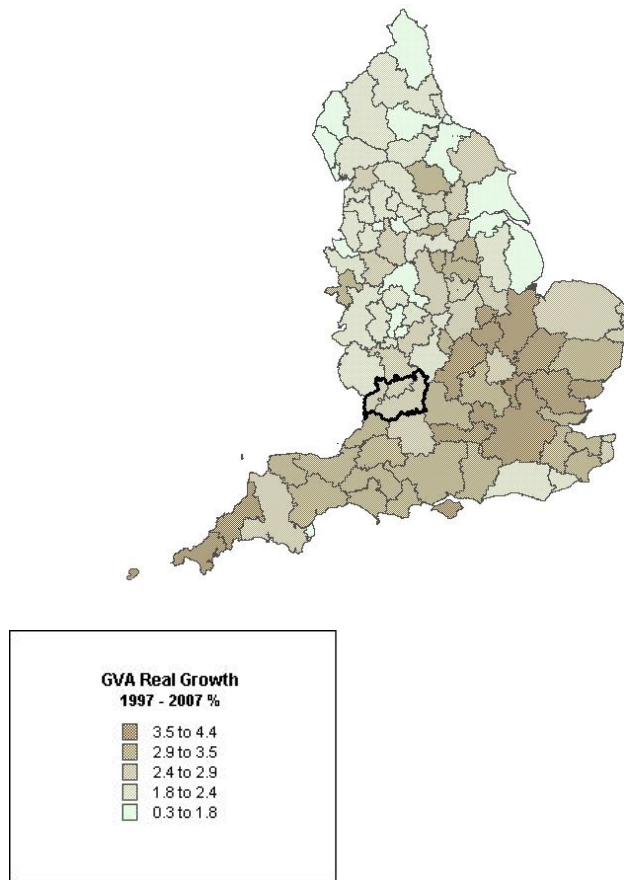 GVA Real Growth
1997 - 2007 %
3.5 to 4.4
2.9 to 3.5
2.4 to 2.9
1.8 to 2.4
0.3 to 1.8